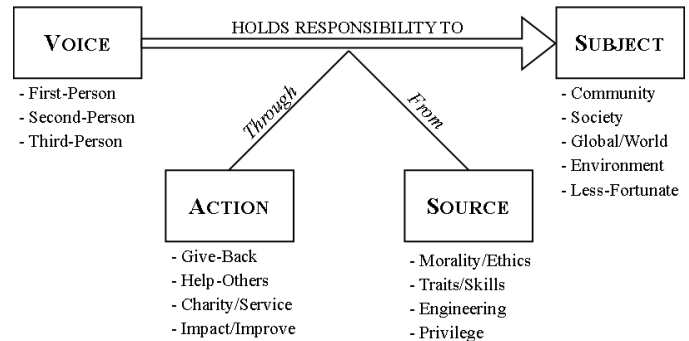 VOICE
HOLDS RESPONSIBILITY TO
SUBJECT
- First-Person
- Second-Person
- Third-Person
- Community
- Society
- Global/World
- Environment
- Less-Fortunate
Through
From
ACTION
SOURCE
- Give-Back
- Help-Others
- Charity/Service
- Impact/Improve
- Morality/Ethics
- Traits/Skills
- Engineering
- Privilege